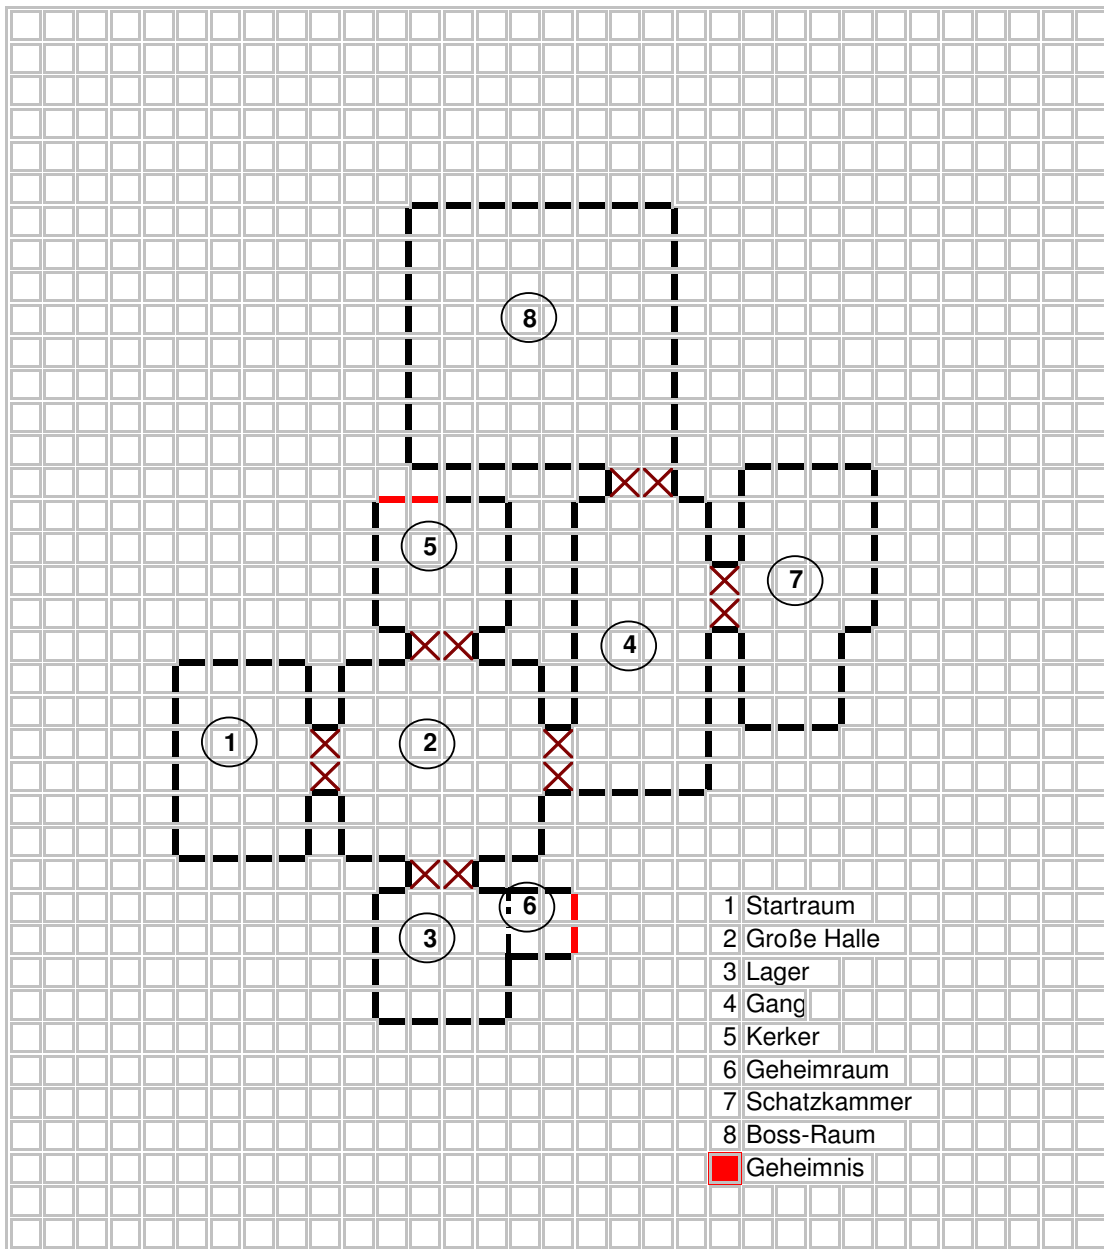 8
5
7
4
1
2
6
3
1 Startraum
2 Große Halle
3 Lager
4 Gang
5 Kerker
6 Geheimraum
7 Schatzkammer
8 Boss-Raum
Geheimnis